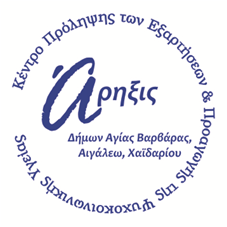 Κέντρο Πρόληψης των Εξαρτήσεων & Προαγωγής της Ψυχοκοινωνικής Υγείας
Άρηξις
Δήμων Αγίας Βαρβάρας,
Αιγάλεω, Χαϊδαρίου